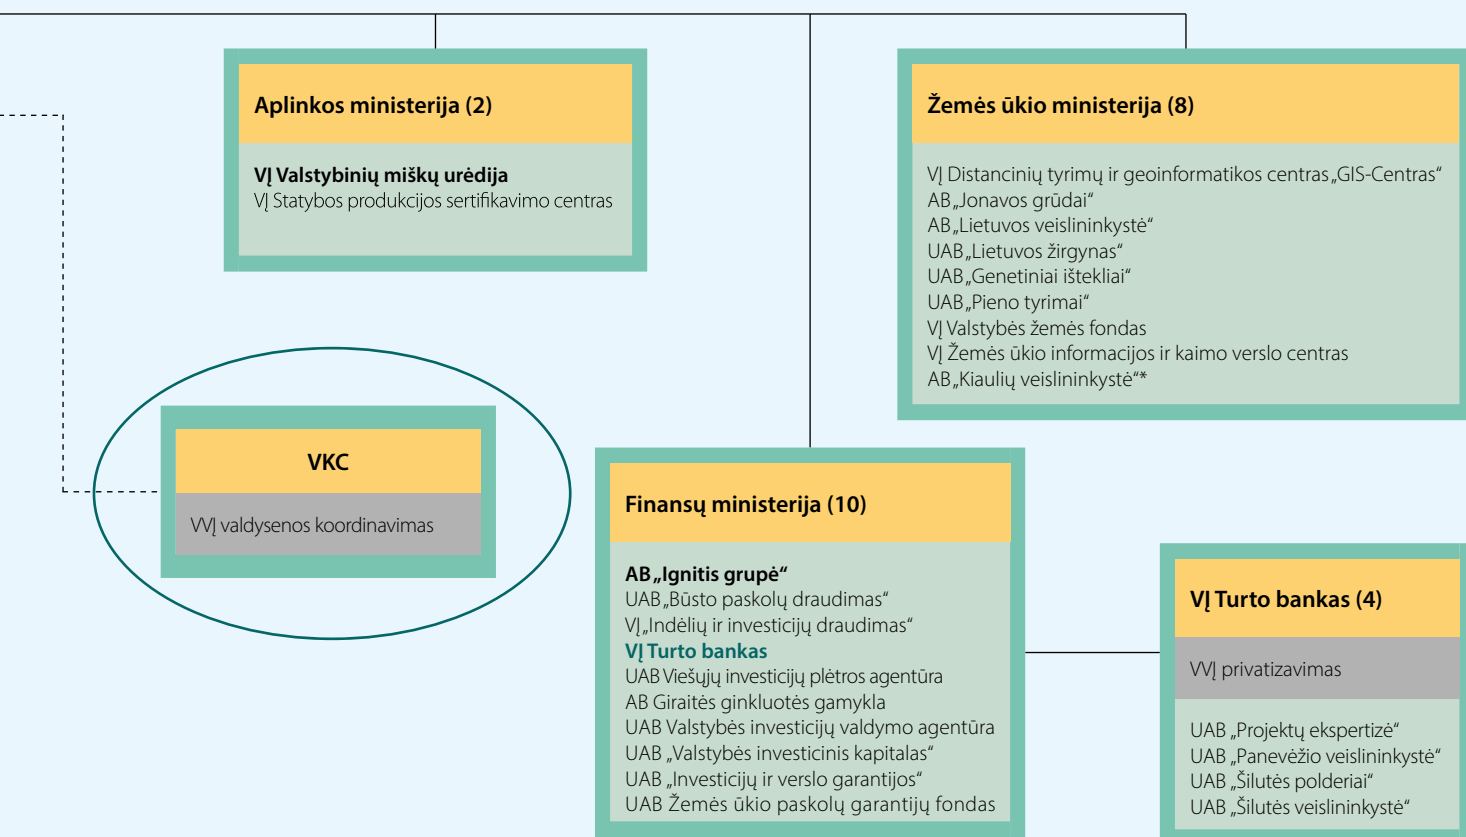 Aplinkos ministerija (2)
VĮ Valstybinių miškų urėdija
VĮ Statybos produkcijos sertifikavimo centras
Žemės ūkio ministerija (8)
VĮ Distancinių tyrimų ir geoinformatikos centras „GIS-Centras“
AB „Jonavos grūdai“
AB „Lietuvos veislininkystė“
UAB „Lietuvos žirgynas“
UAB „Genetiniai ištekliai“
UAB „Pieno tyrimai“
VĮ Valstybės žemės fondas
VĮ Žemės ūkio informacijos ir kaimo verslo centras
AB „Kiaulių veislininkystė“*
VKC
VVĮ valdysenos koordinavimas
Finansų ministerija (10)
AB „Ignitis grupė“
UAB „Būsto paskolų draudimas“
VĮ „Indėlių ir investicijų draudimas“
VĮ Turto bankas
UAB Viešųjų investicijų plėtros agentūra
AB Giraitės ginkluotės gamykla
UAB Valstybės investicijų valdymo agentūra
UAB „Valstybės investicinis kapitalas“
UAB „Investicijų ir verslo garantijos“
UAB Žemės ūkio paskolų garantijų fondas
VĮ Turto bankas (4)
VVĮ privatizavimas
UAB „Projektų ekspertizė“
UAB „Panevėžio veislininkystė“
UAB „Šilutės polderiai“
UAB „Šilutės veislininkystė“